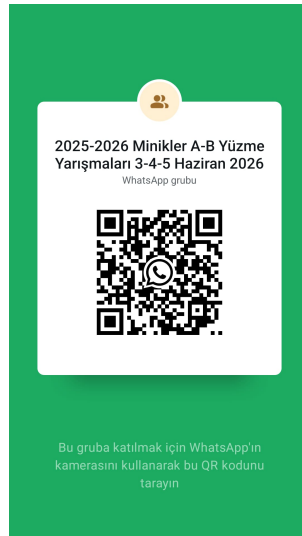 2025-2026 Minikler A-B Yüzme
Yarışmaları 3-4-5 Haziran 2026
WhatsApp grubu
Bu gruba katılmak için WhatsApp'ın
kamerasını kullanarak bu QR kodunu
tarayın